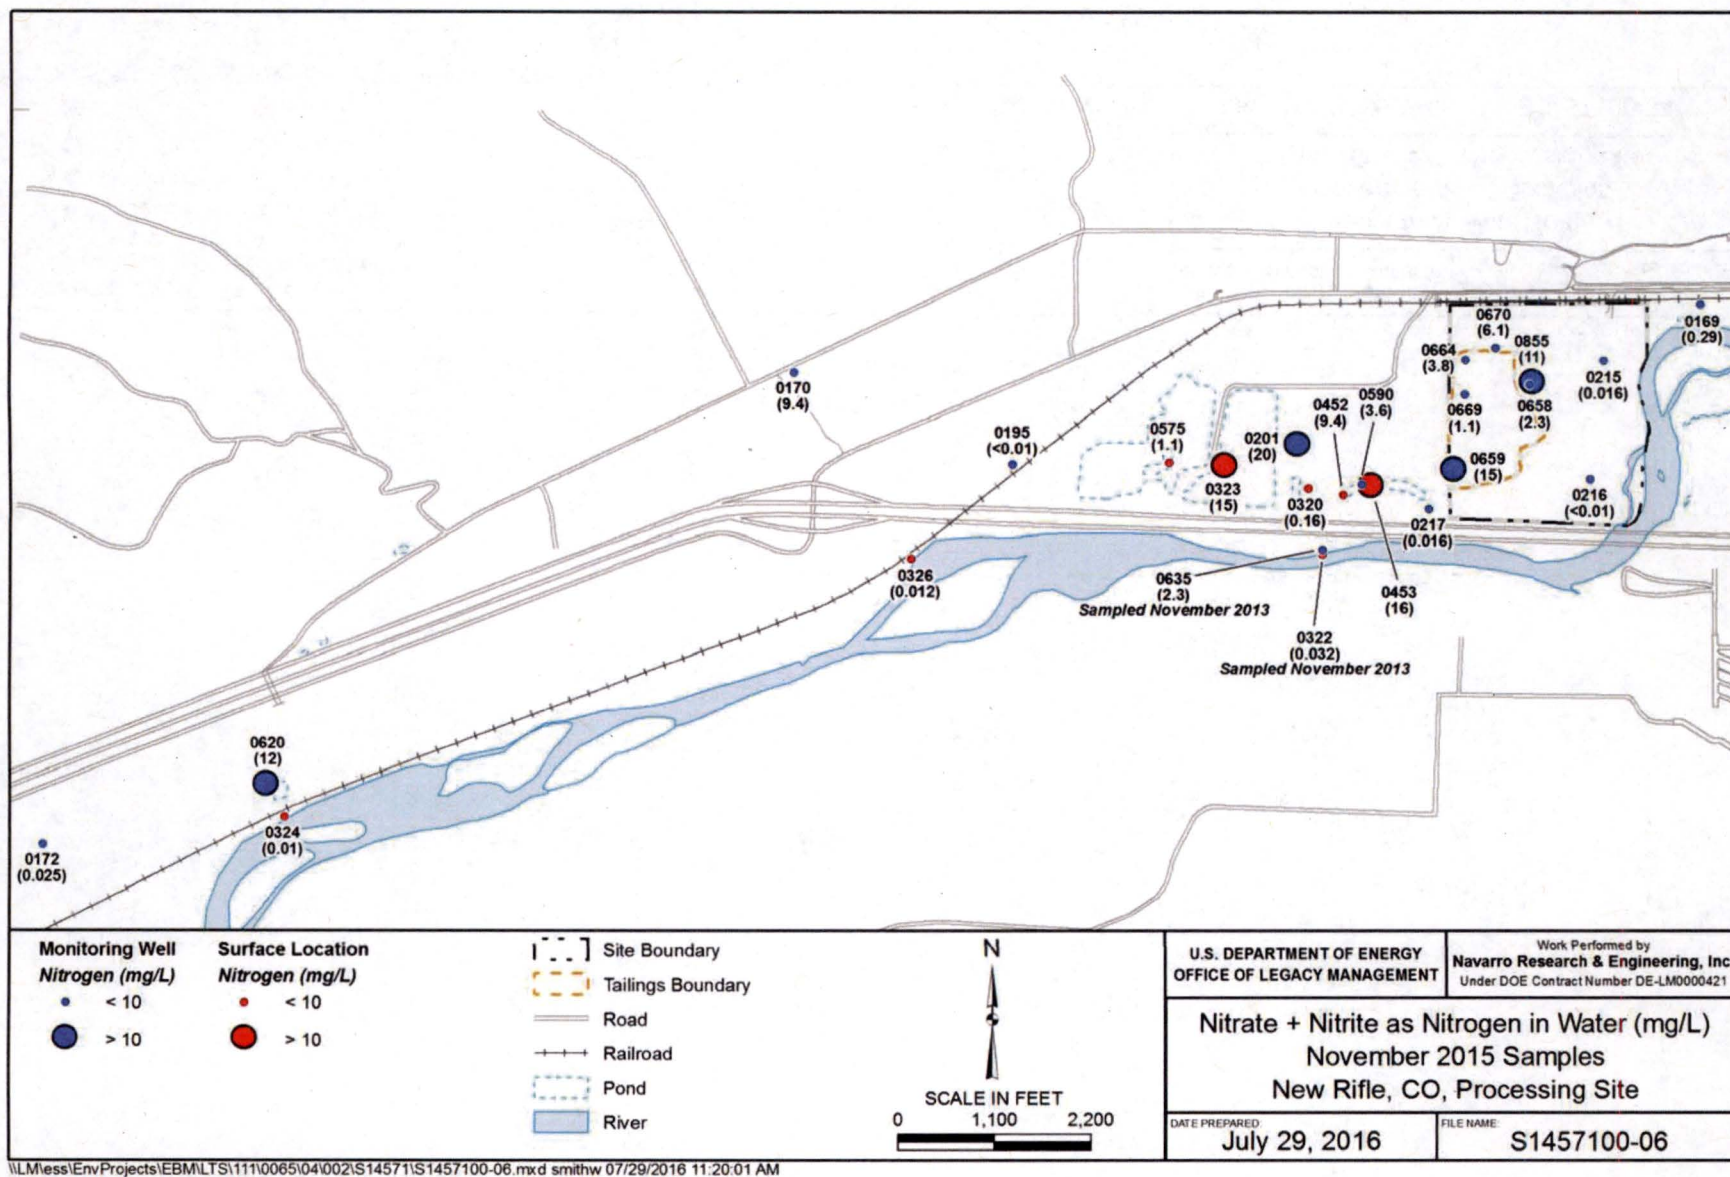 0670
(6.1)
0169
(0.29)
0664
(3.8)
0855
(11)
0170
(9.4)
0215
(0.016)
0590
(3.6)
0452
(9.4)
0669
(1.1)
0658
(2.3)
0195
(<0.01)
0575
(1.1)
0201
(20)
0659
(15)
0323
(15)
0320
(0.16)
0216
(<0.01)
0217
(0.016)
0326
(0.012)
0635
(2.3)
Sampled November 2013
0453
(16)
0322
(0.032)
Sampled November 2013
0620
(12)
0324
(0.01)
0172
(0.025)
Monitoring Well
Nitrogen (mg/L)
< 10
> 10
Surface Location
Nitrogen (mg/L)
< 10
> 10
Site Boundary
Tailings Boundary
Road
Railroad
Pond
River
N
SCALE IN FEET
0 1,100 2,200
U.S. DEPARTMENT OF ENERGY
OFFICE OF LEGACY MANAGEMENT
Work Performed by
Navarro Research & Engineering, Inc
Under DOE Contract Number DE-LM0000421
Nitrate + Nitrite as Nitrogen in Water (mg/L)
November 2015 Samples
New Rifle, CO, Processing Site
DATE PREPARED:
July 29, 2016
FILE NAME:
S1457100-06
\\LM\ess\EnvProjects\EBM\LTS\111\0065\04\002\S14571\S1457100-06.mxd smithw 07/29/2016 11:20:01 AM